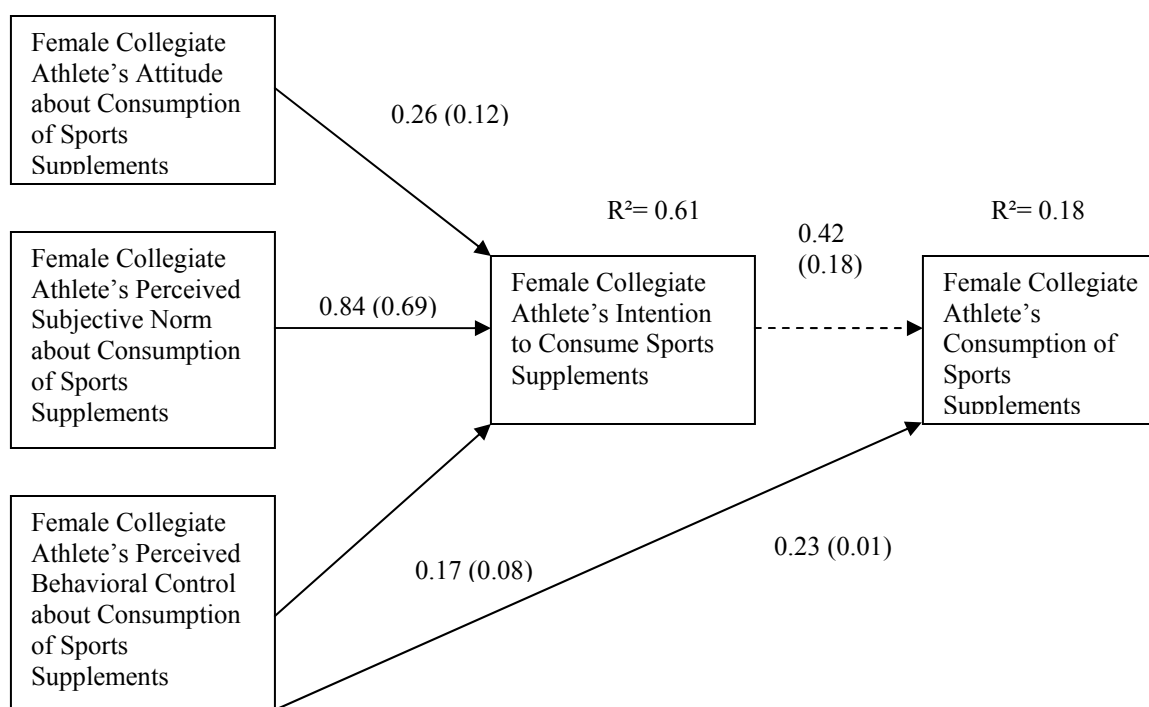 Female Collegiate
Athlete’s Attitude
about Consumption
of Sports
Supplements
0.26 (0.12)
R²= 0.61
R²= 0.18
0.42
(0.18)
Female Collegiate
Athlete’s Perceived
Subjective Norm
about Consumption
of Sports
Supplements
0.84 (0.69)
Female Collegiate
Athlete’s Intention
to Consume Sports
Supplements
Female Collegiate
Athlete’s
Consumption of
Sports
Supplements
Female Collegiate
Athlete’s Perceived
Behavioral Control
about Consumption
of Sports
Supplements
0.17 (0.08)
0.23 (0.01)